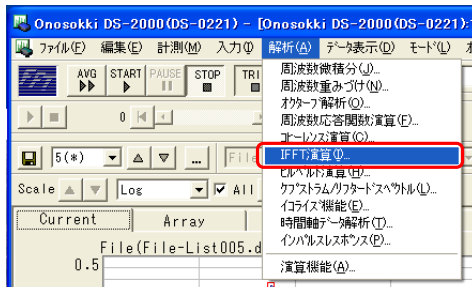 Onosokki DS-2000(DS-0221) - [Onosokki DS-2000(DS-0221):
ﾌｧｲﾙ(F) 編集(E) 計測(M) 入力(I) 解析(A) ﾃﾞｰﾀ表示(D) ﾓｰﾄﾞ(L)
AVG START PAUSE STOP TRI
0
5(*) ... File
Scale Log All
Current Array
File(File-List005.d
0.5
周波数微積分(J)...
周波数重みづけ(N)...
ｵｸﾀｰﾌﾞ解析(O)...
周波数応答関数演算(F)...
ｺﾋｰﾚﾝｽ演算(C)...
IFFT演算(I)...
ﾋﾙﾍﾞﾙﾄ演算(H)...
ｹﾌﾟｽﾄﾗﾑ/ﾘﾌﾀｰﾄﾞｽﾍﾟｸﾄﾙ(L)...
ｲｺﾗｲｽﾞ機能(E)...
時間軸ﾃﾞｰﾀ解析(T)...
ｲﾝﾊﾟﾙｽﾚｽﾎﾟﾝｽ(P)...
演算機能(A)...